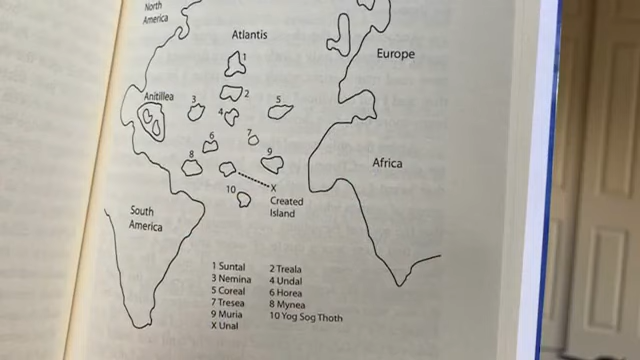 North
America
Atlantis
1
Europe
2
Anitillea
3
5
4
7
6
8
9
Africa
10
X
Created
Island
South
America
1 Suntal 2 Treala
3 Nemina 4 Undal
5 Coreal 6 Horea
7 Tresea 8 Mynea
9 Muria 10 Yog Sog Thoth
X Unal